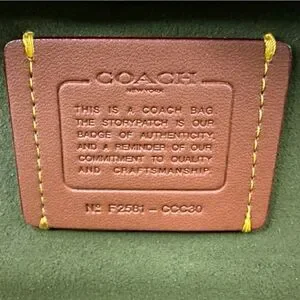 COACH
NEW YORK
THIS IS A COACH BAG
THE STORYPATCH IS OUR
BADGE OF AUTHENTICITY,
AND A REMINDER OF OUR
COMMITMENT TO QUALITY
AND CRAFTSMANSHIP
Nº F2581 - CCC30